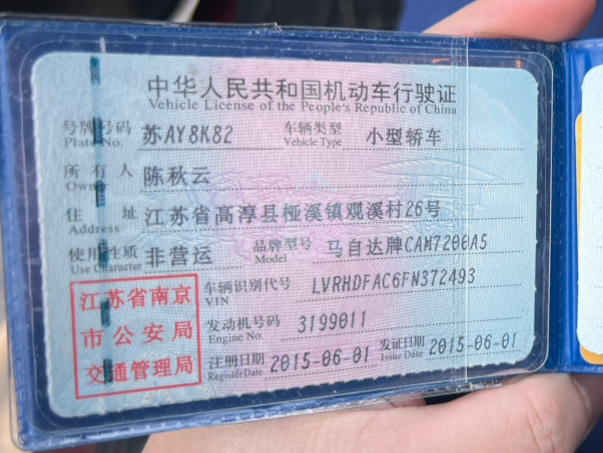 中华人民共和国机动车行驶证
Vehicle License of the People's Republic of China
号牌号码 苏AY8K82 车辆类型 小型轿车
Plate No. Vehicle Type
所有人 陈秋云
Owner
住址 江苏省高淳县桠溪镇观溪村26号
Address
使用性质 非营运 品牌型号 马自达牌CAM7200A5
Use Character Model
江苏省南京市公安局交通管理局
车辆识别代号 LVRHDFAC6FN372493
VIN
发动机号码 3199011
Engine No.
注册日期 2015-06-01 发证日期 2015-06-01
Register Date Issue Date